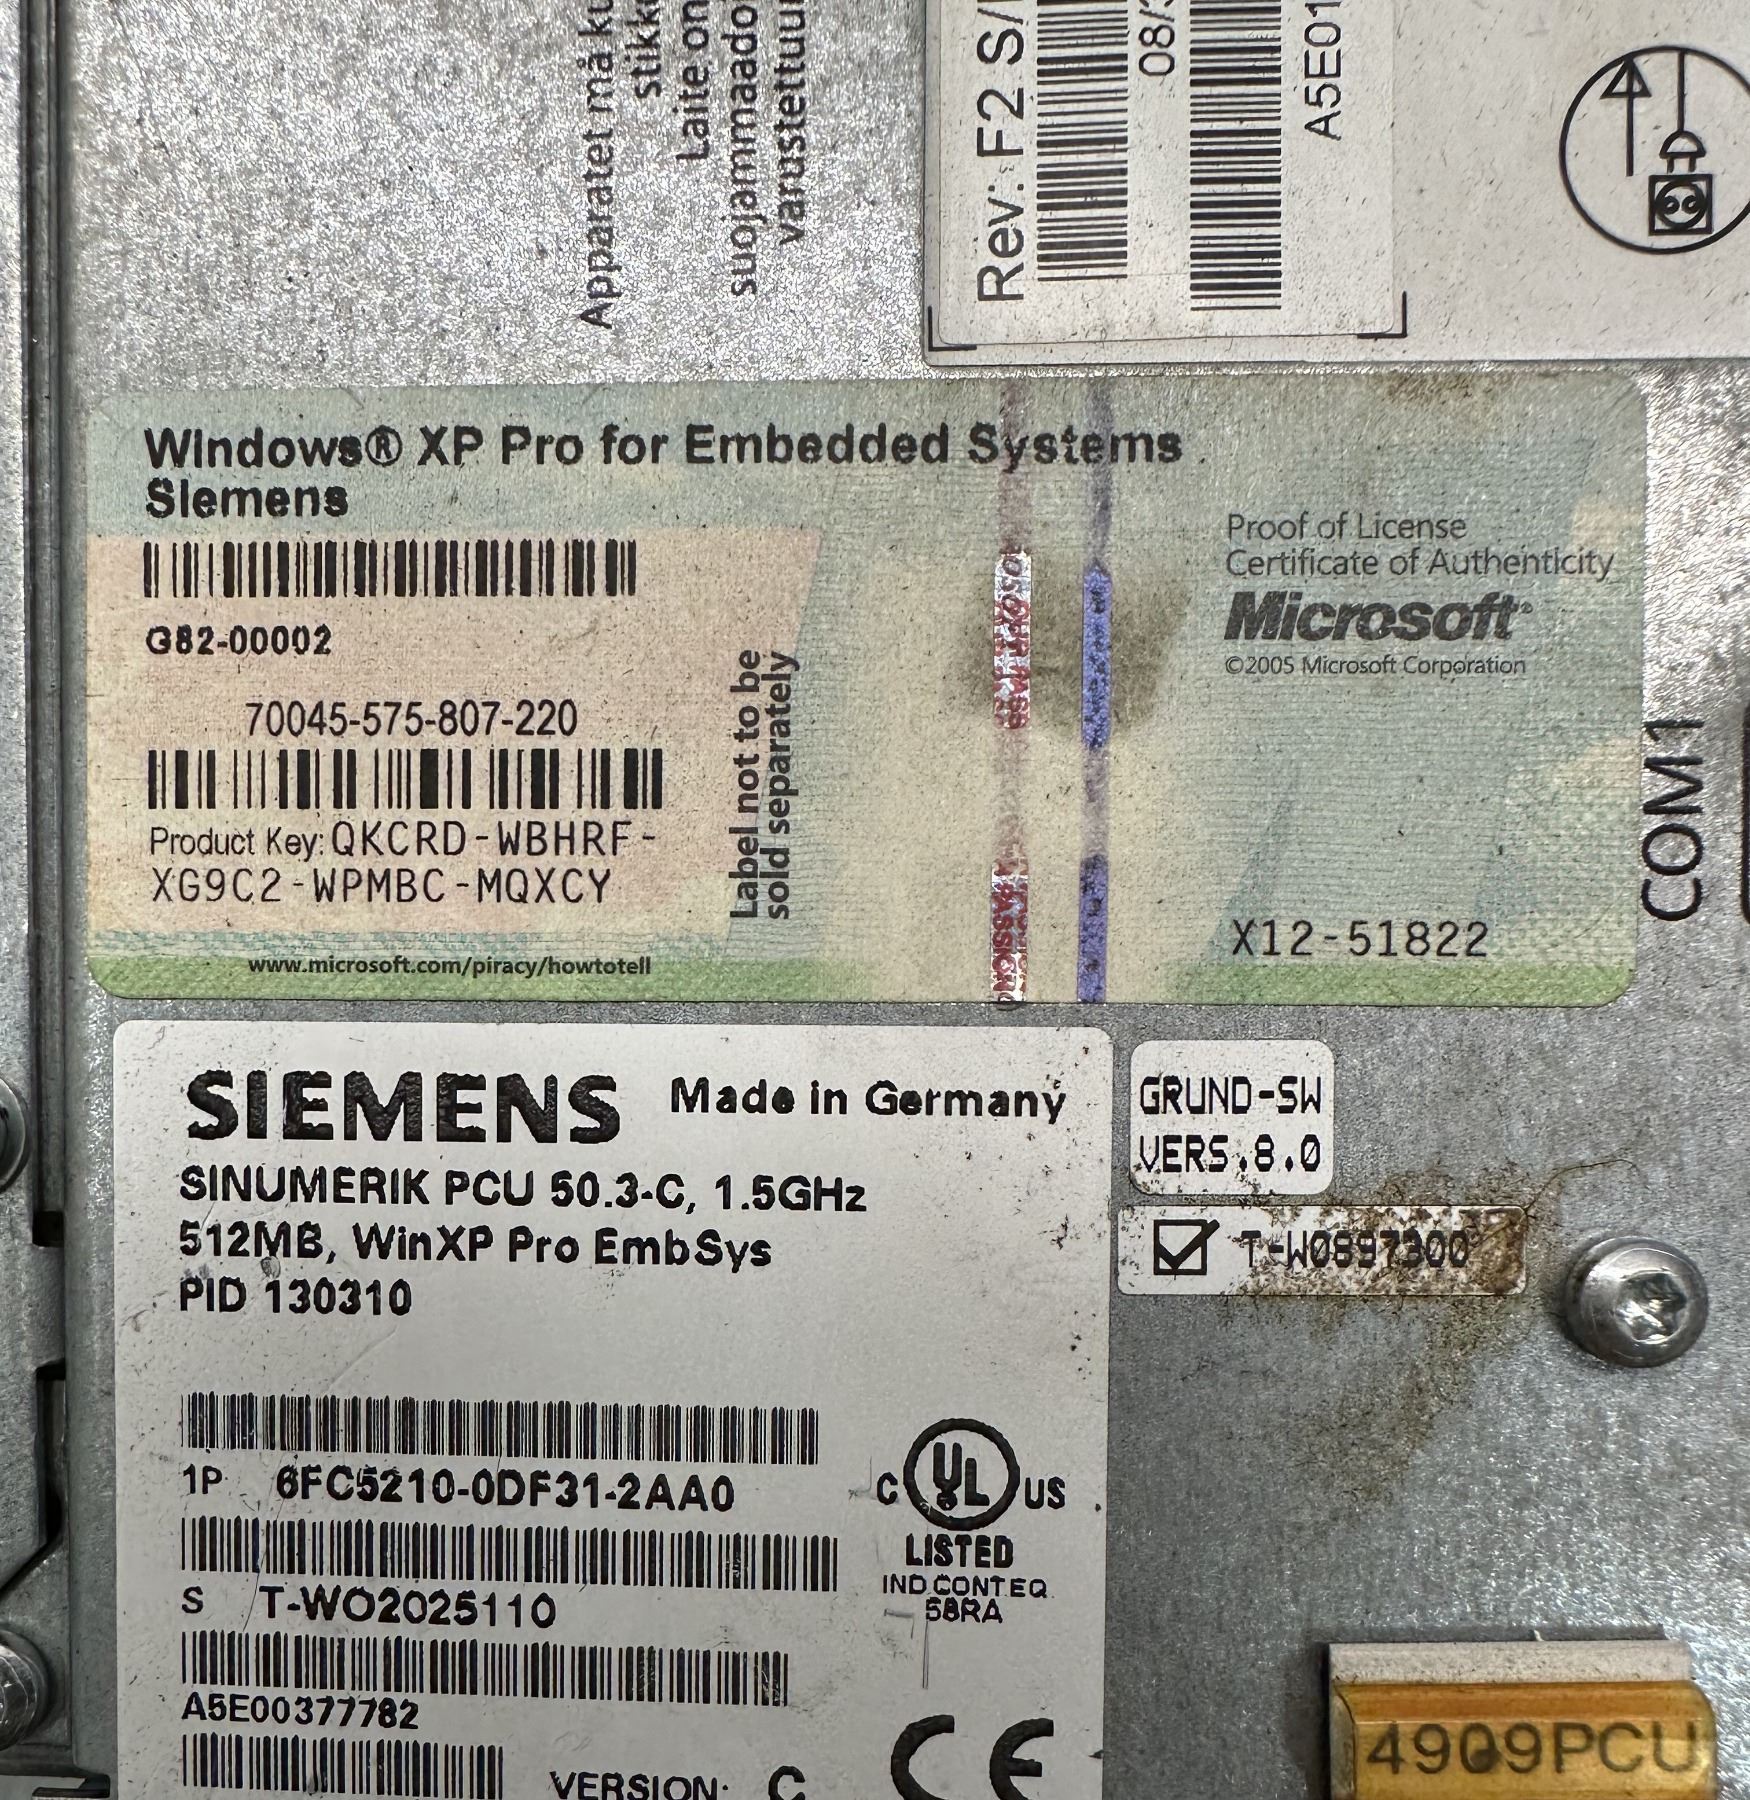 Apparatet må
Laite on
Rev: F2 S/
08/
A5E01
Windows® XP Pro for Embedded Systems
Siemens
G82-00002
70045-575-807-220
Product Key: QKCRD-WBHRF-
XG9C2-WPMBC-MQXCY
www.microsoft.com/piracy/howtotell
Label not to be
sold separately
Proof of License
Certificate of Authenticity
Microsoft®
©2005 Microsoft Corporation
X12-51822
COM1
SIEMENS Made in Germany
SINUMERIK PCU 50.3-C, 1.5GHz
512MB, WinXP Pro EmbSys
PID 130310
1P 6FC5210-0DF31-2AA0
S T-WO2025110
A5E00377782
VERSION: C
C UL US
LISTED
IND.CONT.EQ.
58RA
CE
GRUND-SW
VERS.8.0
T-W0897300
4909PCU